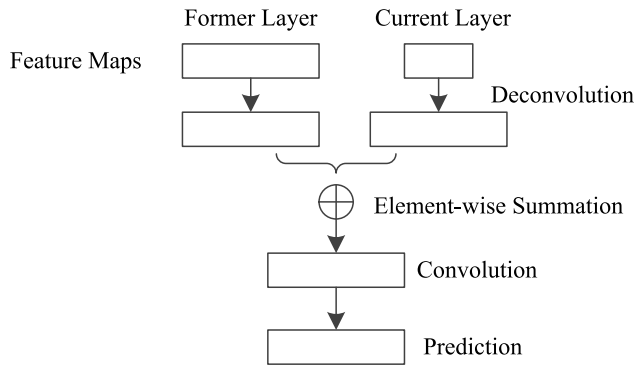 Former Layer
Current Layer
Feature Maps
Deconvolution
Element-wise Summation
Convolution
Prediction